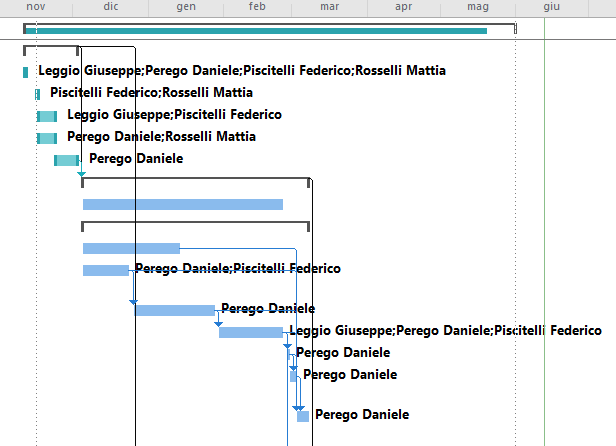 nov dic gen feb mar apr mag giu
Leggio Giuseppe;Perego Daniele;Piscitelli Federico;Rosselli Mattia
Piscitelli Federico;Rosselli Mattia
Leggio Giuseppe;Piscitelli Federico
Perego Daniele;Rosselli Mattia
Perego Daniele
Perego Daniele;Piscitelli Federico
Perego Daniele
Leggio Giuseppe;Perego Daniele;Piscitelli Federico
Perego Daniele
Perego Daniele
Perego Daniele